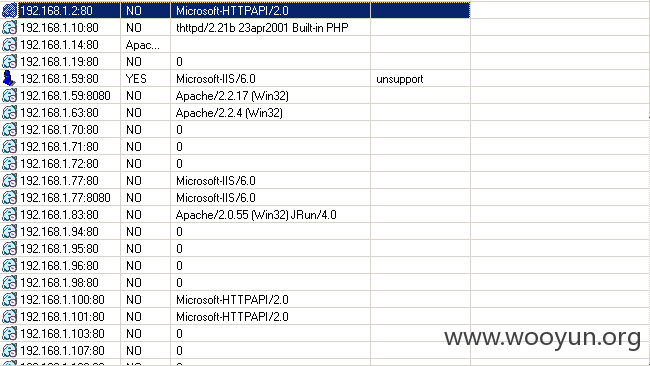 192.168.1.2:80 NO Microsoft-HTTPAPI/2.0
192.168.1.10:80 NO thttpd/2.21b 23apr2001 Built-in PHP
192.168.1.14:80 NO Apac...
192.168.1.19:80 NO 0
192.168.1.59:80 YES Microsoft-IIS/6.0 unsupport
192.168.1.59:8080 NO Apache/2.2.17 (Win32)
192.168.1.63:80 NO Apache/2.2.4 (Win32)
192.168.1.70:80 NO 0
192.168.1.71:80 NO 0
192.168.1.72:80 NO 0
192.168.1.77:80 NO Microsoft-IIS/6.0
192.168.1.77:8080 NO Microsoft-IIS/6.0
192.168.1.83:80 NO Apache/2.0.55 (Win32) JRun/4.0
192.168.1.94:80 NO 0
192.168.1.95:80 NO 0
192.168.1.96:80 NO 0
192.168.1.98:80 NO 0
192.168.1.100:80 NO Microsoft-HTTPAPI/2.0
192.168.1.101:80 NO Microsoft-HTTPAPI/2.0
192.168.1.103:80 NO 0
www.wooyun.org
192.168.1.107:80 NO 0